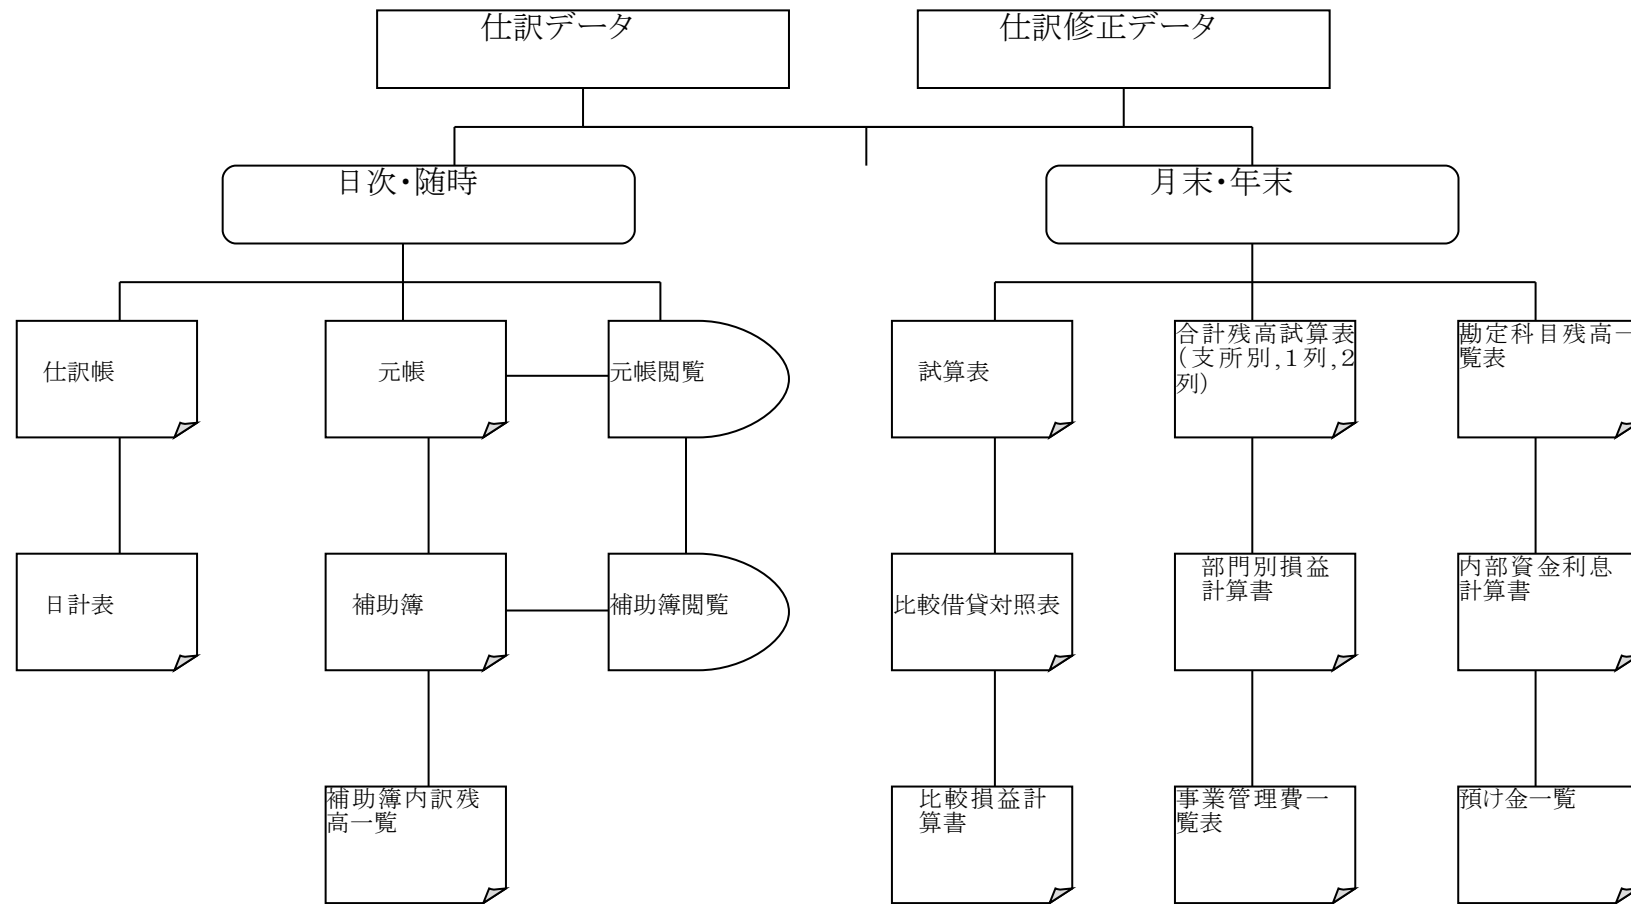 仕訳データ
仕訳修正データ
日次・随時
月末・年末
仕訳帳
元帳
元帳閲覧
試算表
合計残高試算表
(支所別,1列,2
列)
勘定科目残高一
覧表
日計表
補助簿
補助簿閲覧
比較借貸対照表
部門別損益
計算書
内部資金利息
計算書
補助簿内訳残
高一覧
比較損益計
算書
事業管理費一
覧表
預け金一覧